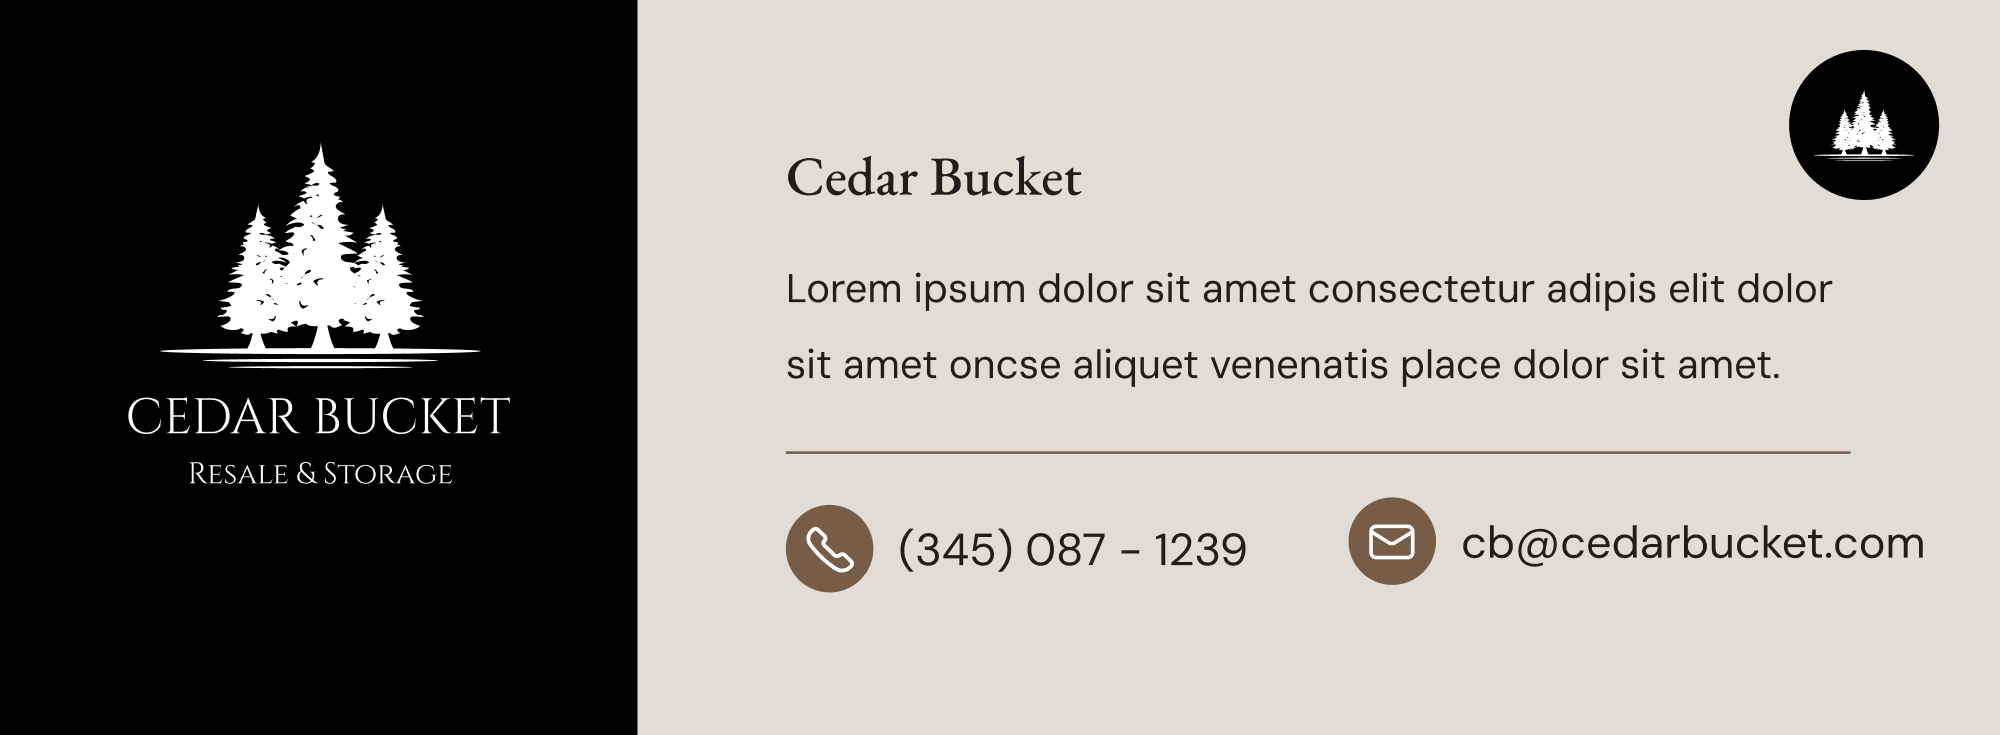 CEDAR BUCKET
RESALE & STORAGE
Cedar Bucket
Lorem ipsum dolor sit amet consectetur adipis elit dolor
sit amet oncse aliquet venenatis place dolor sit amet.
(345) 087 - 1239
cb@cedarbucket.com